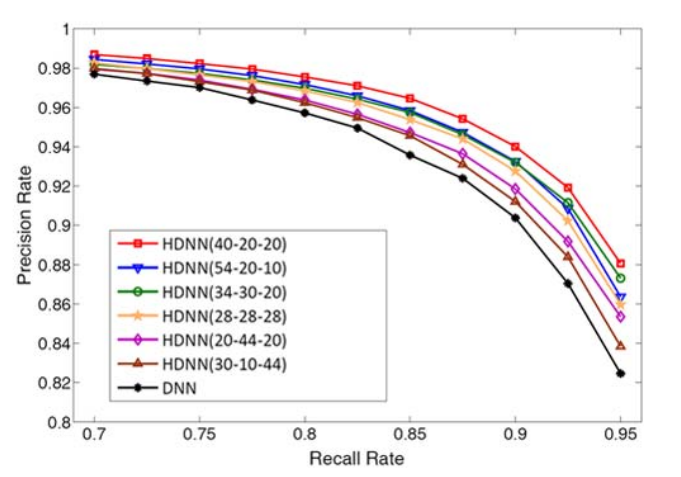 1
0.98
0.96
0.94
0.92
0.9
0.88
0.86
0.84
0.82
0.8
Precision Rate
HDNN(40-20-20)
HDNN(54-20-10)
HDNN(34-30-20)
HDNN(28-28-28)
HDNN(20-44-20)
HDNN(30-10-44)
DNN
0.7 0.75 0.8 0.85 0.9 0.95
Recall Rate